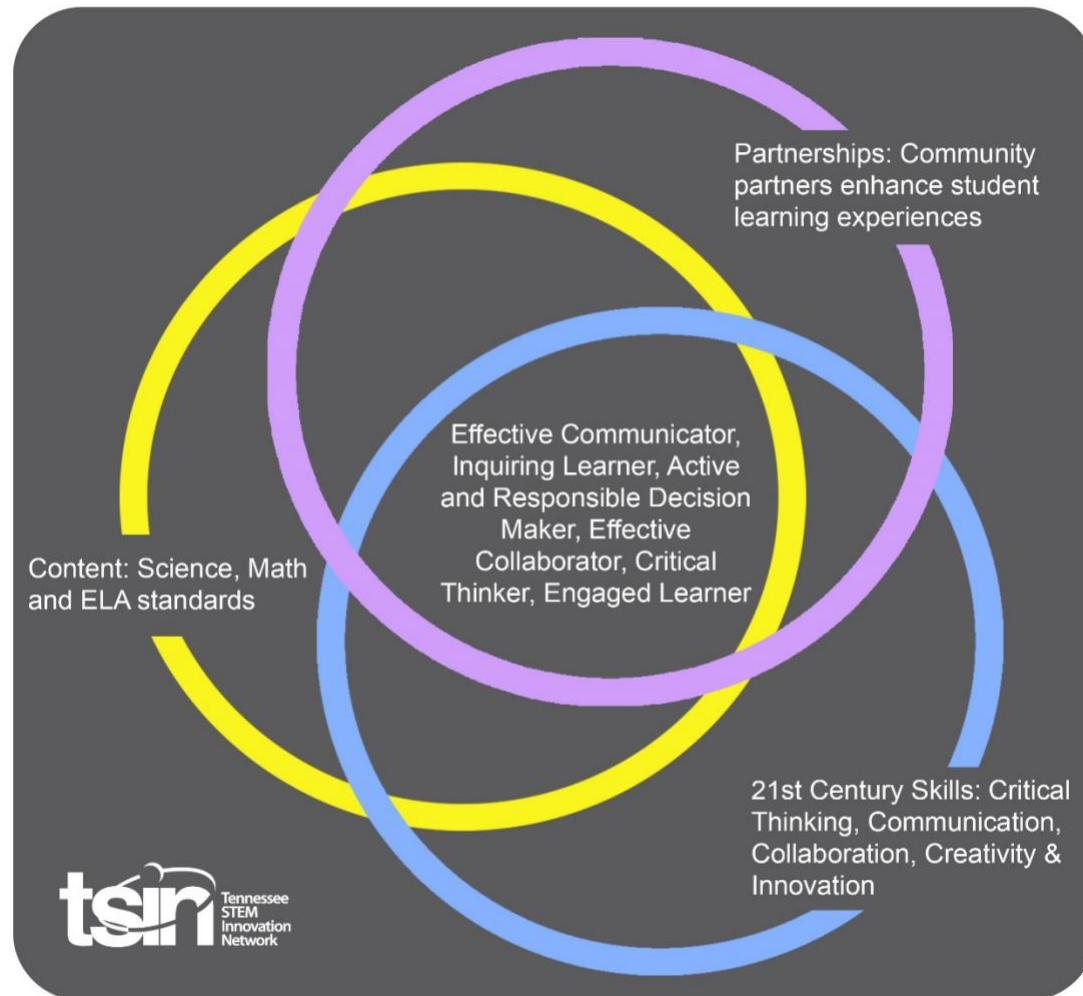 Partnerships: Community
partners enhance student
learning experiences
Effective Communicator,
Inquiring Learner, Active
and Responsible Decision
Maker, Effective
Collaborator, Critical
Thinker, Engaged Learner
Content: Science, Math
and ELA standards
21st Century Skills: Critical
Thinking, Communication,
Collaboration, Creativity &
Innovation
tsin
Tennessee
STEM
Innovation
Network